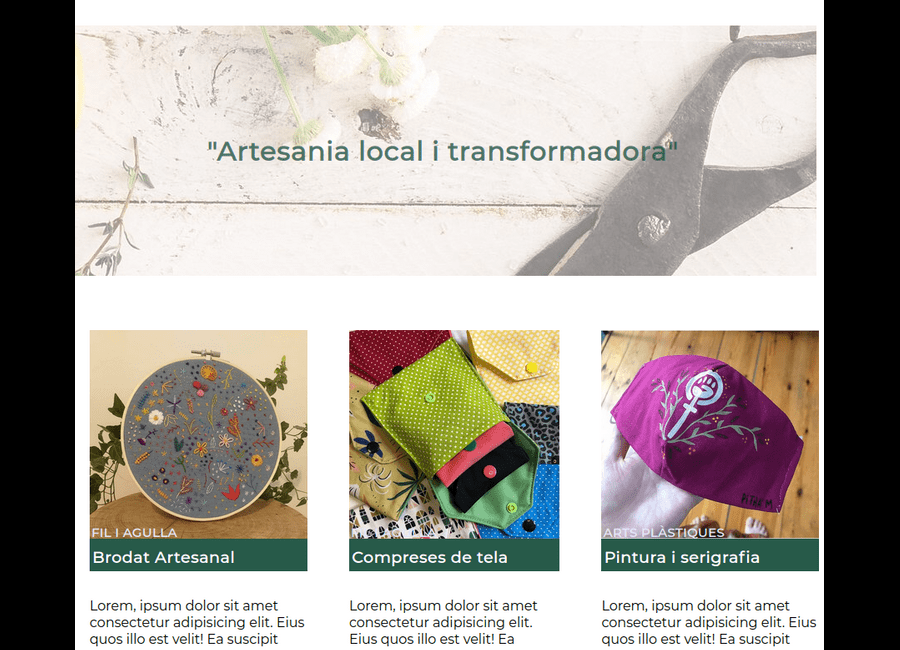 "Artesania local i transformadora"
FIL I AGULLA
Brodat Artesanal
Lorem, ipsum dolor sit amet
consectetur adipisicing elit. Eius
quos illo est velit! Ea suscipit
Compreses de tela
Lorem, ipsum dolor sit amet
consectetur adipisicing elit.
Eius quos illo est velit! Ea
ARTS PLÀSTIQUES
Pintura i serigrafia
Lorem, ipsum dolor sit amet
consectetur adipisicing elit. Eius
quos illo est velit! Ea suscipit